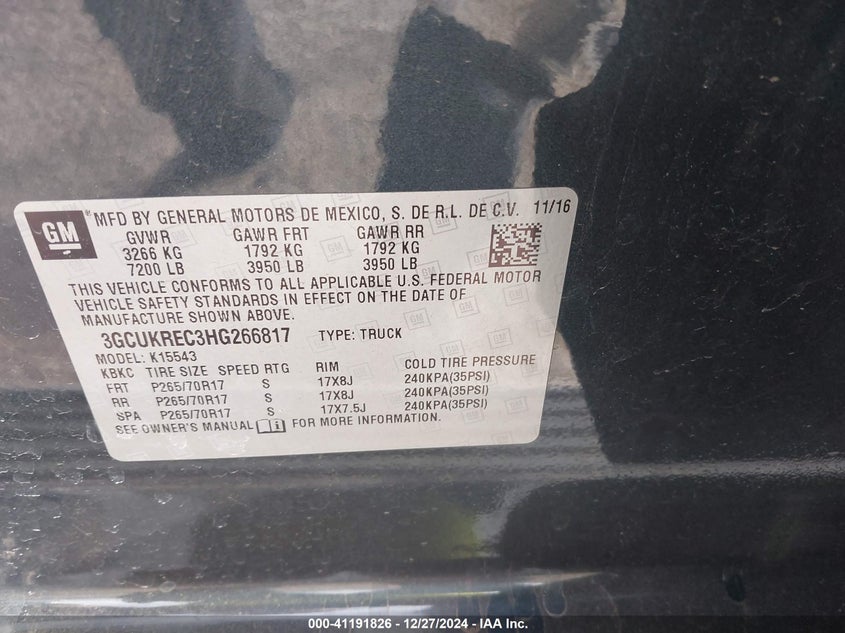 GM
® MFD BY GENERAL MOTORS DE MEXICO, S. DE R.L. DE C.V. 11/16
GVWR GAWR FRT GAWR RR
3266 KG 1792 KG 1792 KG
7200 LB 3950 LB 3950 LB
THIS VEHICLE CONFORMS TO ALL APPLICABLE U.S. FEDERAL MOTOR
VEHICLE SAFETY STANDARDS IN EFFECT ON THE DATE OF
MANUFACTURE SHOWN ABOVE.
3GCUKREC3HG266817 TYPE: TRUCK
MODEL: K15543
KBKC TIRE SIZE SPEED RTG RIM COLD TIRE PRESSURE
FRT P265/70R17 S 17X8J 240KPA(35PSI)
RR P265/70R17 S 17X8J 240KPA(35PSI)
SPA P265/70R17 S 17X7.5J 240KPA(35PSI)
SEE OWNER'S MANUAL i FOR MORE INFORMATION.
000-41191826 - 12/27/2024 - IAA Inc.